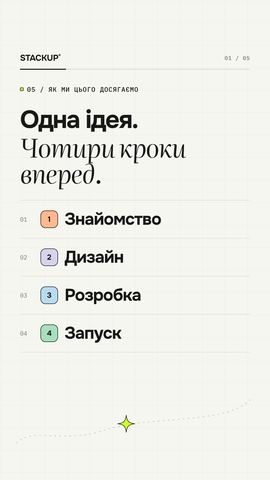 STACKUP°
01 / 05
05 / ЯК МИ ЦЬОГО ДОСЯГАЄМО
Одна ідея.
Чотири кроки
вперед.
01 1 Знайомство
02 2 Дизайн
03 3 Розробка
04 4 Запуск